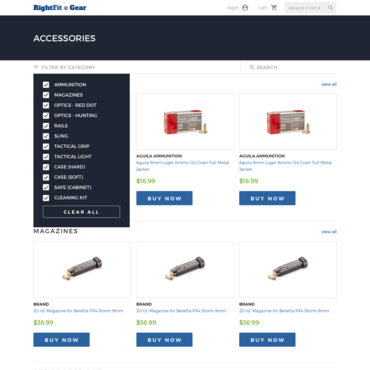 RightFit Gear
login
cart
keyword or part #
ACCESSORIES
FILTER BY CATEGORY
SEARCH
AMMUNITION
MAGAZINES
OPTICS - RED DOT
OPTICS - HUNTING
RAILS
SLING
TACTICAL GRIP
TACTICAL LIGHT
CASE (HARD)
CASE (SOFT)
SAFE (CABINET)
CLEANING KIT
CLEAR ALL
view all
AGUILA AMMUNITION
Aguila 9mm Luger Ammo 124 Grain Full Metal
Jacket
$16.99
BUY NOW
AGUILA AMMUNITION
Aguila 9mm Luger Ammo 124 Grain Full Metal
Jacket
$16.99
BUY NOW
MAGAZINES
view all
BRAND
20 rd. Magazine for Beretta PX4 Storm 9mm
$36.99
BUY NOW
BRAND
20 rd. Magazine for Beretta PX4 Storm 9mm
$36.99
BUY NOW
BRAND
20 rd. Magazine for Beretta PX4 Storm 9mm
$36.99
BUY NOW